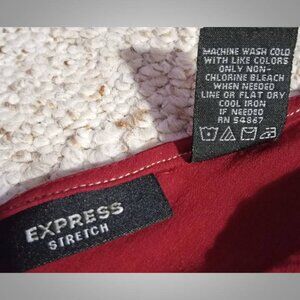 MACHINE WASH COLD
WITH LIKE COLORS
ONLY NON-
CHLORINE BLEACH
WHEN NEEDED
LINE OR FLAT DRY
COOL IRON
IF NEEDED
RN 54867
EXPRESS
STRETCH